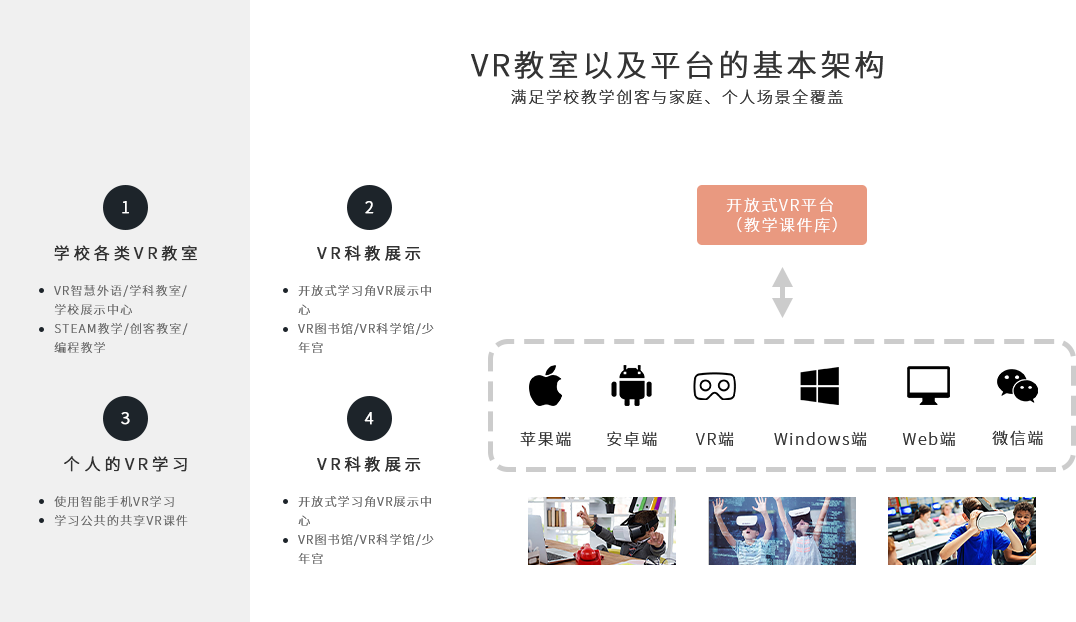 VR教室以及平台的基本架构
满足学校教学创客与家庭、个人场景全覆盖
1
学校各类VR教室
VR智慧外语/学科教室/
学校展示中心
STEAM教学/创客教室/
编程教学
2
VR科教展示
开放式学习角VR展示中
心
VR图书馆/VR科学馆/少
年宫
3
个人的VR学习
使用智能手机VR学习
学习公共的共享VR课件
4
VR科教展示
开放式学习角VR展示中
心
VR图书馆/VR科学馆/少
年宫
开放式VR平台
（教学课件库）
苹果端
安卓端
VR端
Windows端
Web端
微信端